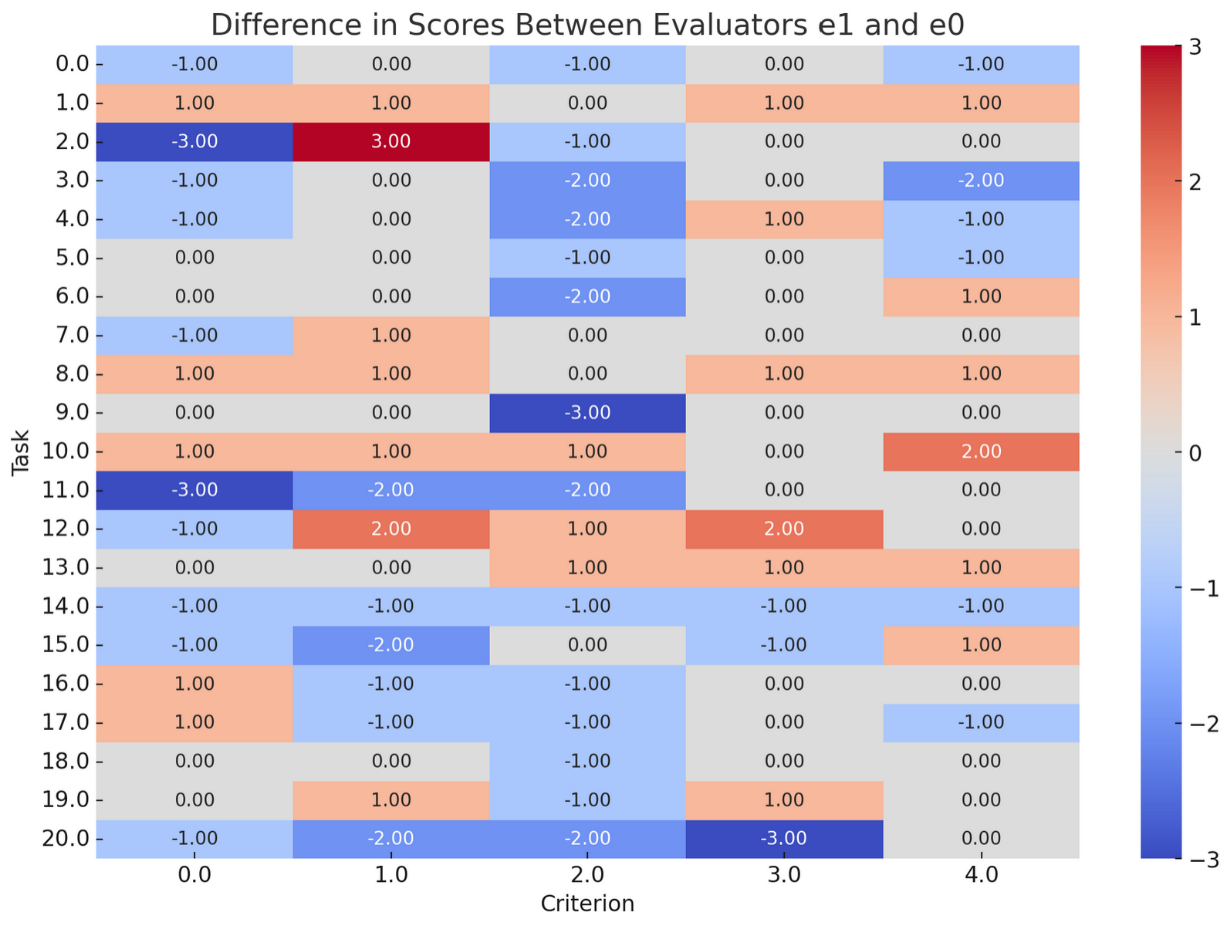 Difference in Scores Between Evaluators e1 and e0
0.0 -1.00 0.00 -1.00 0.00 -1.00
1.0 1.00 1.00 0.00 1.00 1.00
2.0 -3.00 3.00 -1.00 0.00 0.00
3.0 -1.00 0.00 -2.00 0.00 -2.00
4.0 -1.00 0.00 -2.00 1.00 -1.00
5.0 0.00 0.00 -1.00 0.00 -1.00
6.0 0.00 0.00 -2.00 0.00 1.00
7.0 -1.00 1.00 0.00 0.00 0.00
8.0 1.00 1.00 0.00 1.00 1.00
9.0 0.00 0.00 -3.00 0.00 0.00
10.0 1.00 1.00 1.00 0.00 2.00
11.0 -3.00 -2.00 -2.00 0.00 0.00
12.0 -1.00 2.00 1.00 2.00 0.00
13.0 0.00 0.00 1.00 1.00 1.00
14.0 -1.00 -1.00 -1.00 -1.00 -1.00
15.0 -1.00 -2.00 0.00 -1.00 1.00
16.0 1.00 -1.00 -1.00 0.00 0.00
17.0 1.00 -1.00 -1.00 0.00 -1.00
18.0 0.00 0.00 -1.00 0.00 0.00
19.0 0.00 1.00 -1.00 1.00 0.00
20.0 -1.00 -2.00 -2.00 -3.00 0.00
0.0 1.0 2.0 3.0 4.0
Criterion
Task
3
2
1
0
−1
−2
−3